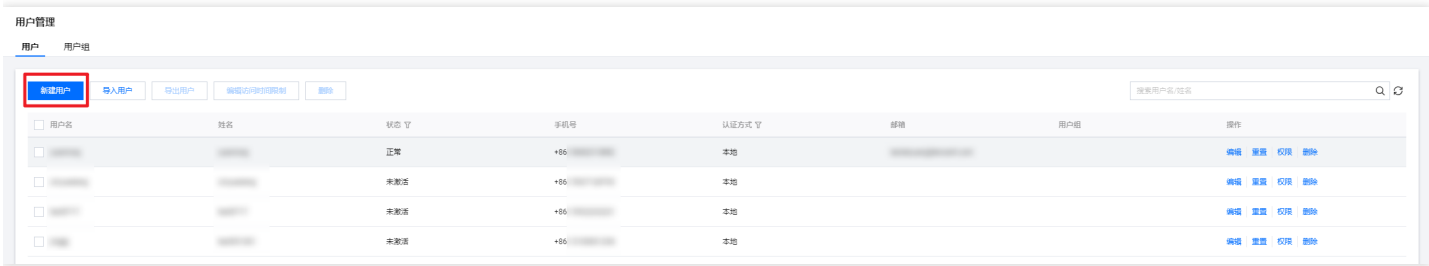 用户管理
用户 用户组
新建用户 导入用户 导出用户 编辑访问时间限制 删除 搜索用户名/姓名
用户名 姓名 状态 手机号 认证方式 邮箱 用户组 操作
正常 +86 本地 编辑 重置 权限 删除
未激活 +86 本地 编辑 重置 权限 删除
未激活 +86 本地 编辑 重置 权限 删除
未激活 +86 本地 编辑 重置 权限 删除